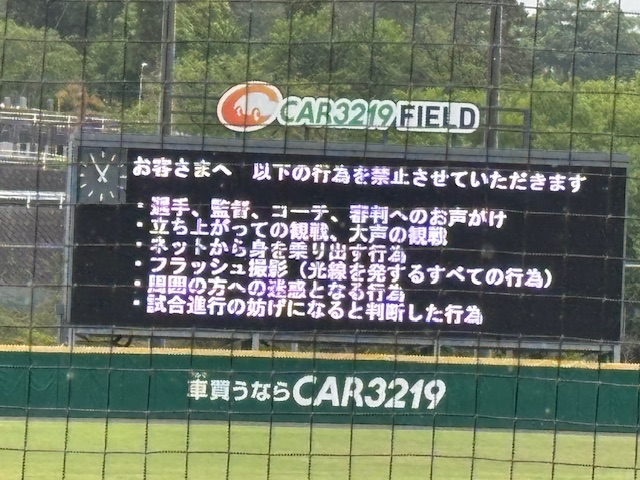 CAR3219 FIELD
お客さまへ 以下の行為を禁止させていただきます
・選手、監督、コーチ、審判へのお声がけ
・立ち上がっての観戦、大声の観戦
・ネットから身を乗り出す行為
・フラッシュ撮影（光線を発するすべての行為）
・周囲の方への迷惑となる行為
・試合進行の妨げになると判断した行為
車買うならCAR3219